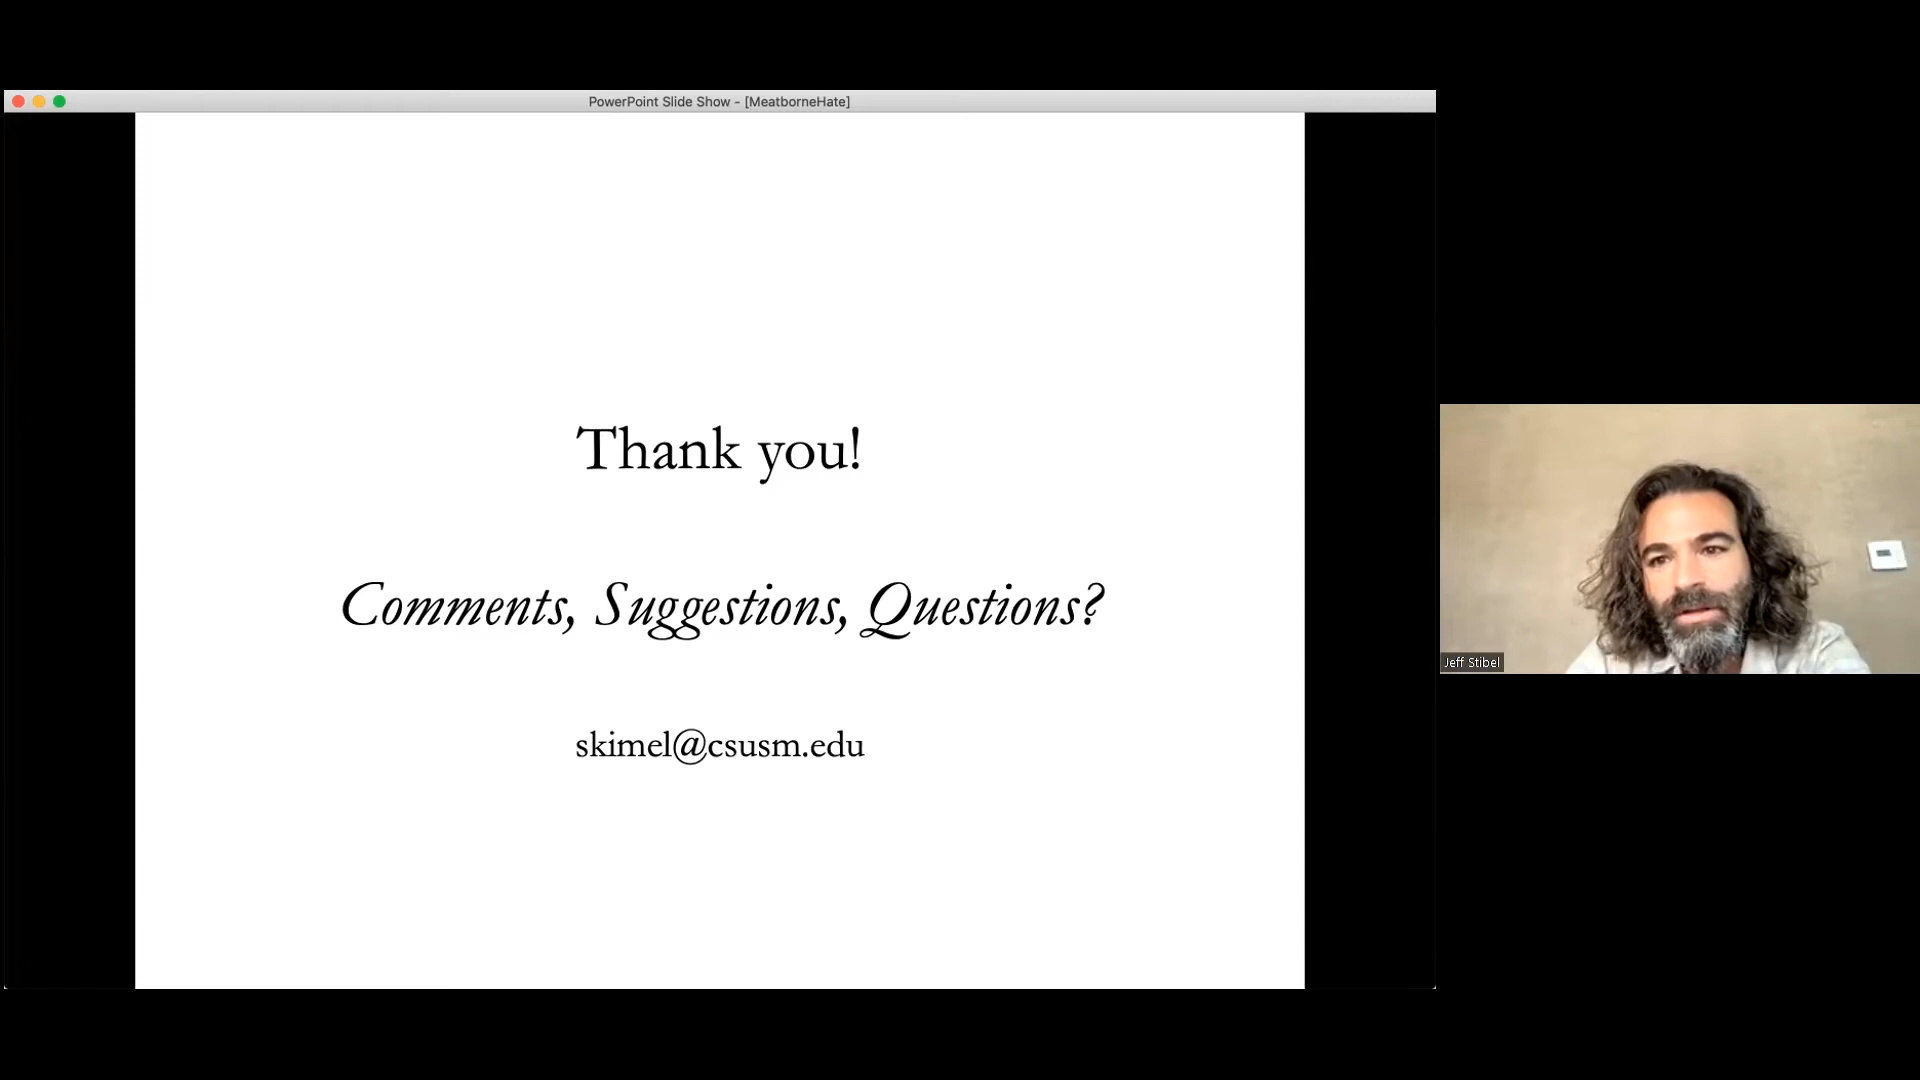 PowerPoint Slide Show - [MeatborneHate]
Thank you!
Comments, Suggestions, Questions?
skimel@csusm.edu
Jeff Stibel